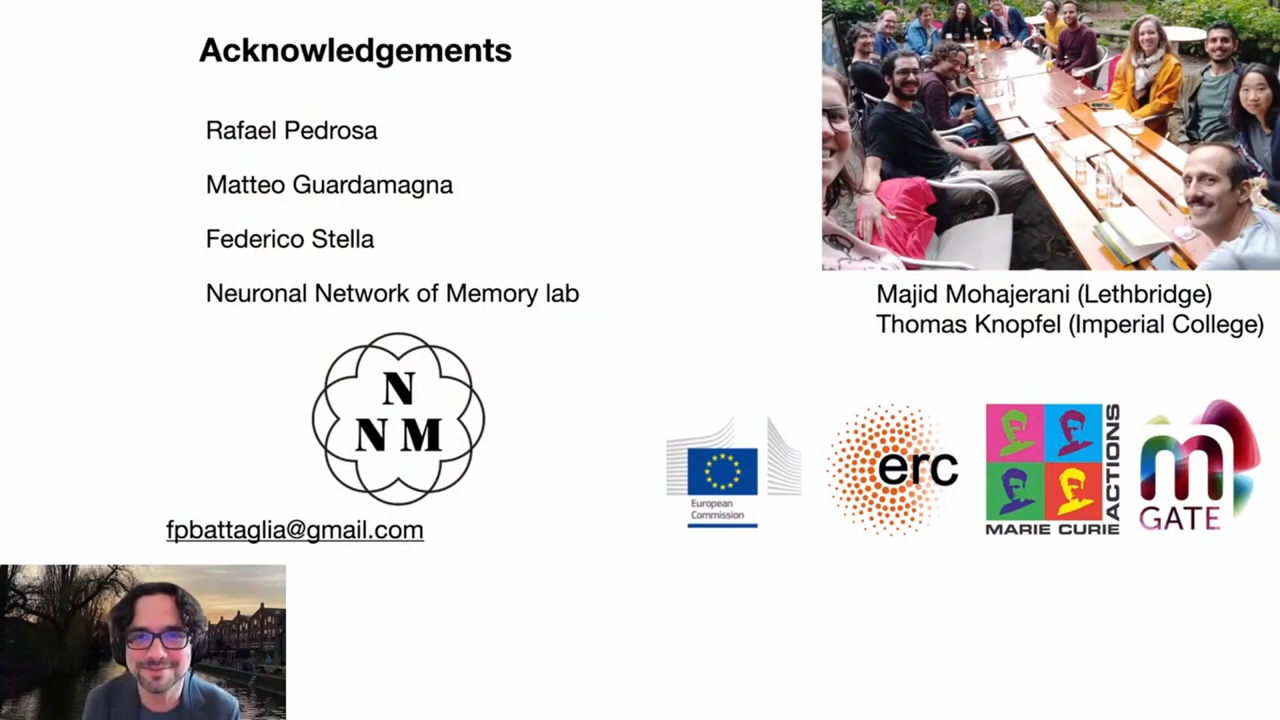 Acknowledgements
Rafael Pedrosa
Matteo Guardamagna
Federico Stella
Neuronal Network of Memory lab
N
N M
fpbattaglia@gmail.com
Majid Mohajerani (Lethbridge)
Thomas Knopfel (Imperial College)
European
Commission
erc
MARIE CURIE
ACTIONS
m
GATE